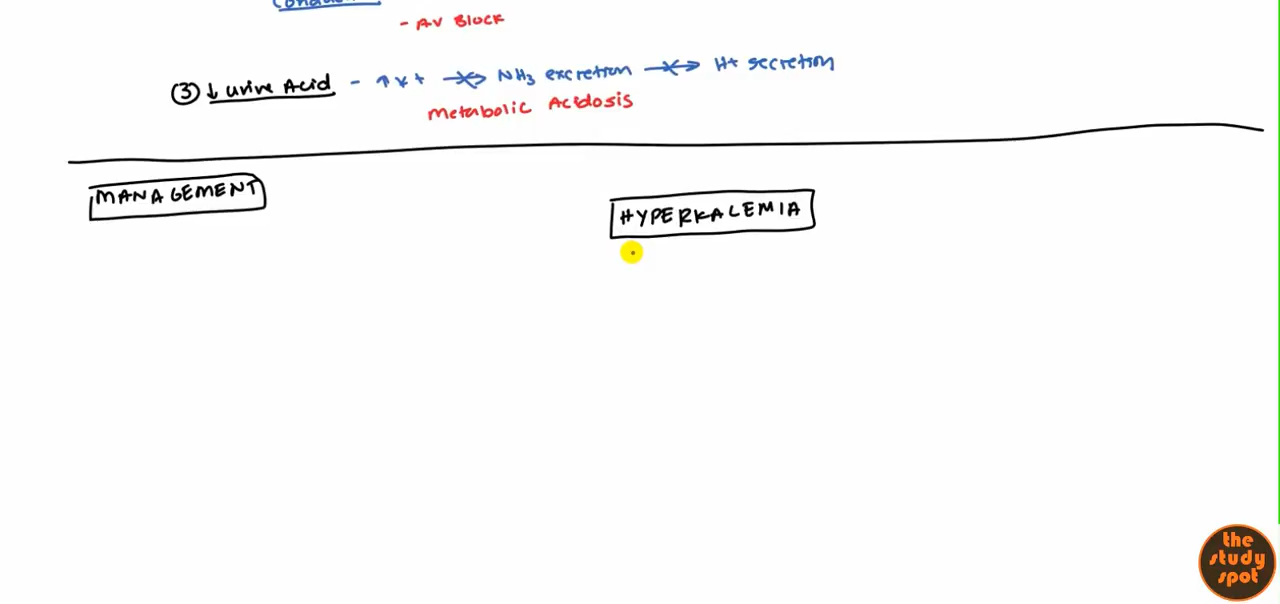 - AV Block
③ ↓ urine Acid - ↑ K+ NH3 excretion H+ secretion
Metabolic Acidosis
MANAGEMENT
HYPERKALEMIA
the
study
spot